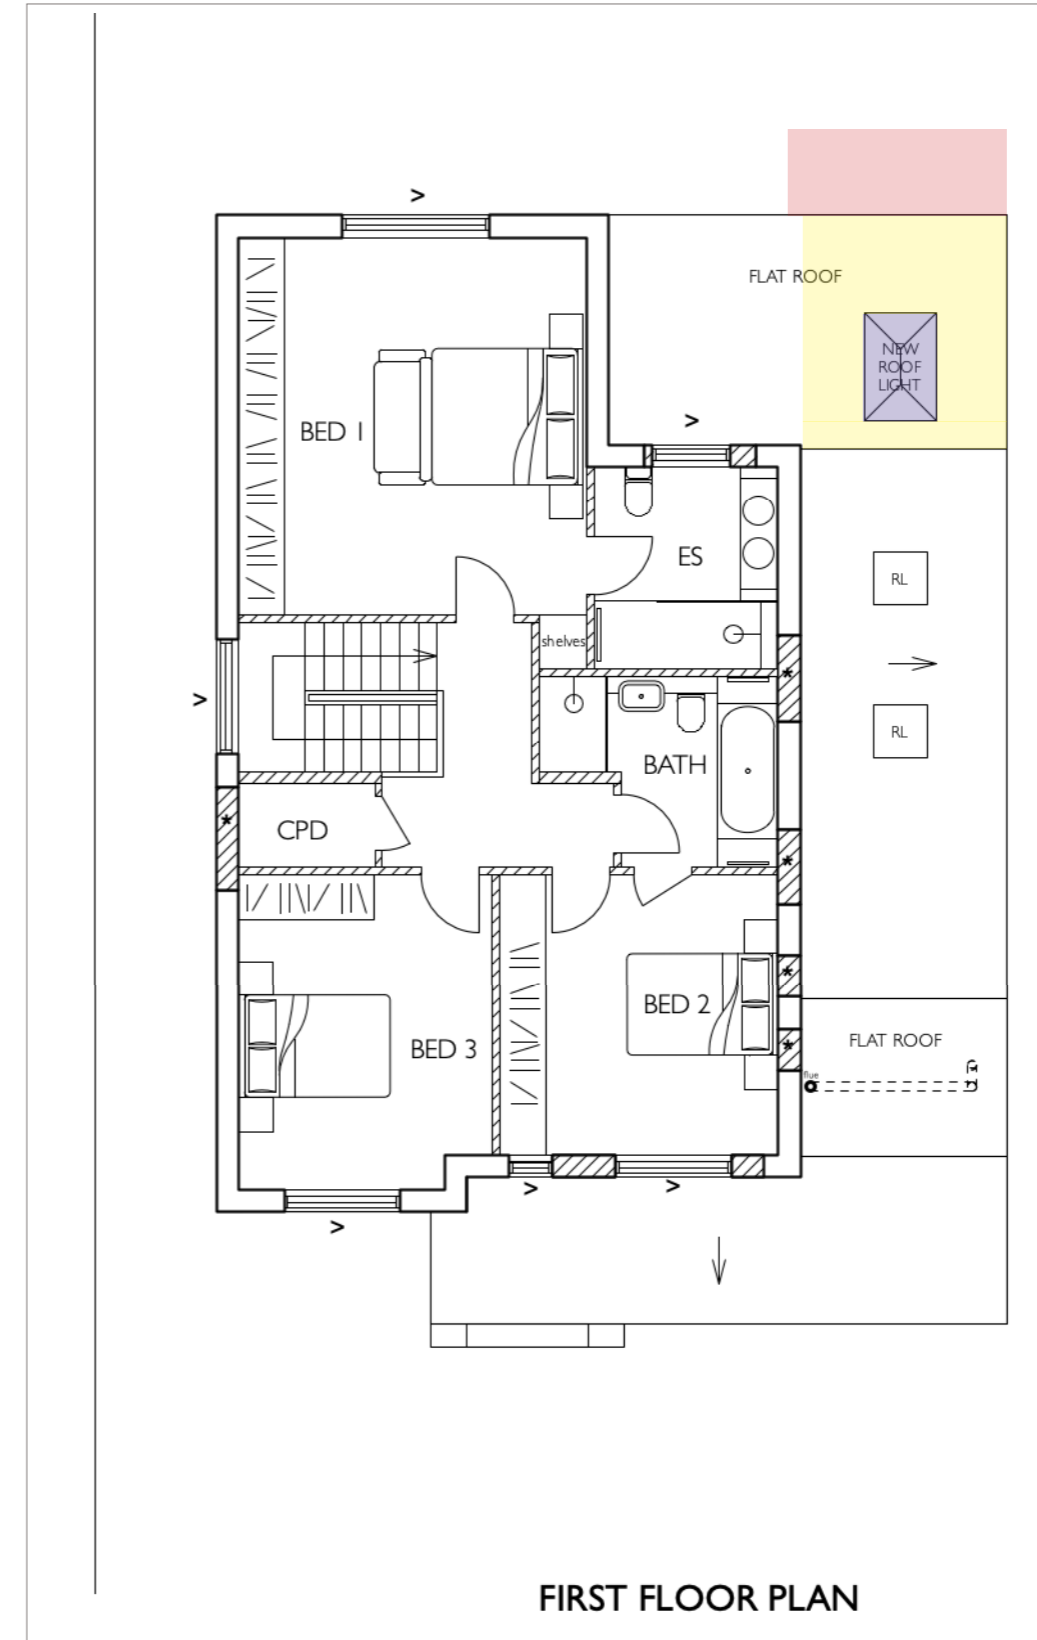 >
FLAT ROOF
NEW
ROOF
LIGHT
BED 1
>
ES
RL
shelves
*
>
RL
BATH
*
CPD
*
*
BED 2
BED 3
*
FLAT ROOF
flue
>
>
>
FIRST FLOOR PLAN